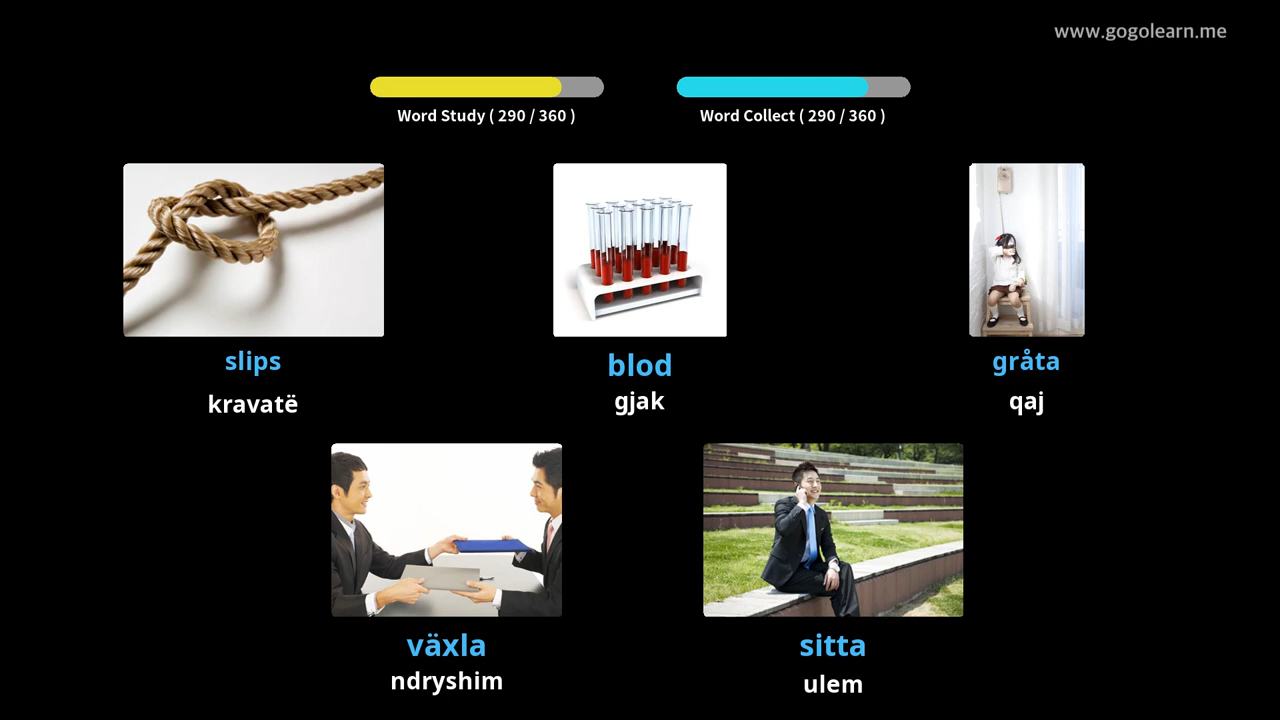 www.gogolearn.me
Word Study ( 290 / 360 )
Word Collect ( 290 / 360 )
slips
kravatë
blod
gjak
gråta
qaj
växla
ndryshim
sitta
ulem